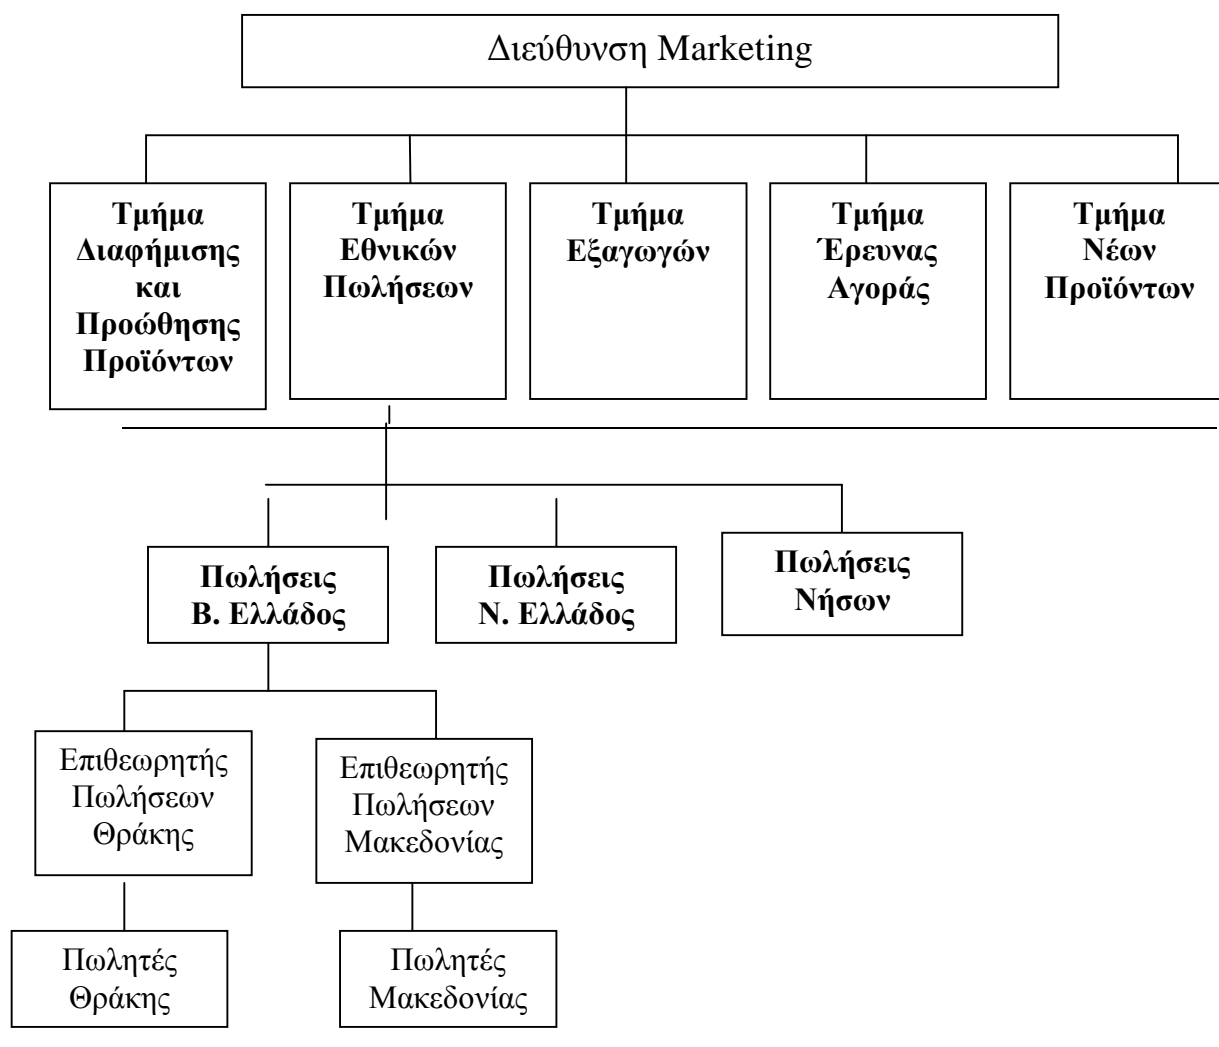 Διεύθυνση Marketing
Τμήμα
Διαφήμισης
και
Προώθησης
Προϊόντων
Τμήμα
Εθνικών
Πωλήσεων
Τμήμα
Εξαγωγών
Τμήμα
Έρευνας
Αγοράς
Τμήμα
Νέων
Προϊόντων
Πωλήσεις
Β. Ελλάδος
Πωλήσεις
Ν. Ελλάδος
Πωλήσεις
Νήσων
Επιθεωρητής
Πωλήσεων
Θράκης
Επιθεωρητής
Πωλήσεων
Μακεδονίας
Πωλητές
Θράκης
Πωλητές
Μακεδονίας